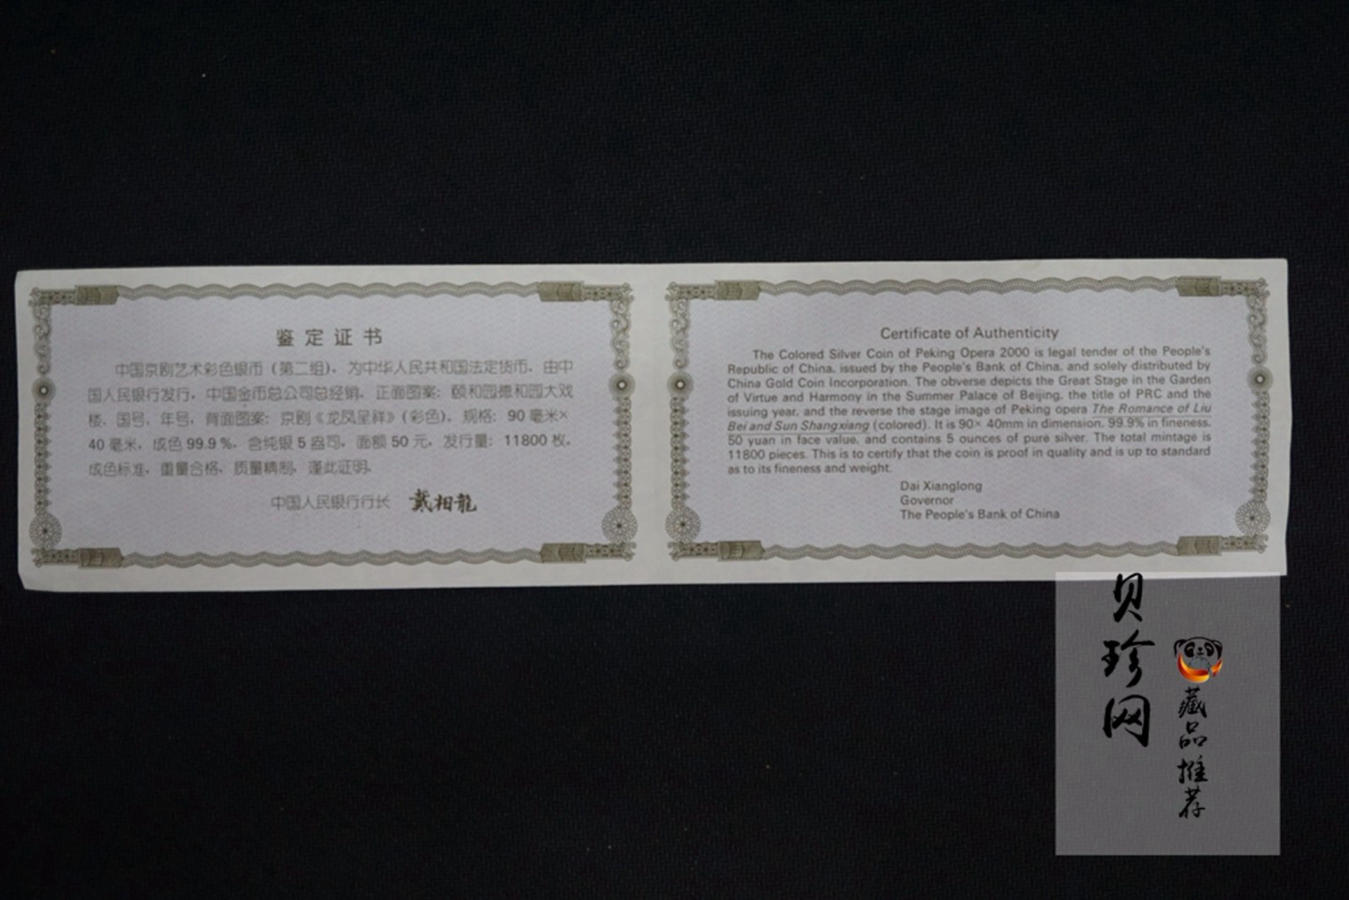 鉴定证书
中国京剧艺术彩色银币（第二组），为中华人民共和国法定货币，由中
国人民银行发行，中国金币总公司总经销，正面图案：颐和园德和园大戏
楼、国号、年号，背面图案：京剧《龙凤呈祥》（彩色），规格：90毫米×
40毫米，成色99.9%，含纯银5盎司，面额50元，发行量：11800枚，
成色标准，重量合格，质量精制，谨此证明。
中国人民银行行长 戴相龍
Certificate of Authenticity
The Colored Silver Coin of Peking Opera 2000 is legal tender of the People's
Republic of China, issued by the People's Bank of China, and solely distributed by
China Gold Coin Incorporation. The obverse depicts the Great Stage in the Garden
of Virtue and Harmony in the Summer Palace of Beijing, the title of PRC and the
issuing year, and the reverse the stage image of Peking opera The Romance of Liu
Bei and Sun Shangxiang (colored). It is 90×40mm in dimension, 99.9% in fineness,
50 yuan in face value, and contains 5 ounces of pure silver. The total mintage is
11800 pieces. This is to certify that the coin is proof in quality and is up to standard
as to its fineness and weight.
Dai Xianglong
Governor
The People's Bank of China
贝珍网
藏品推荐